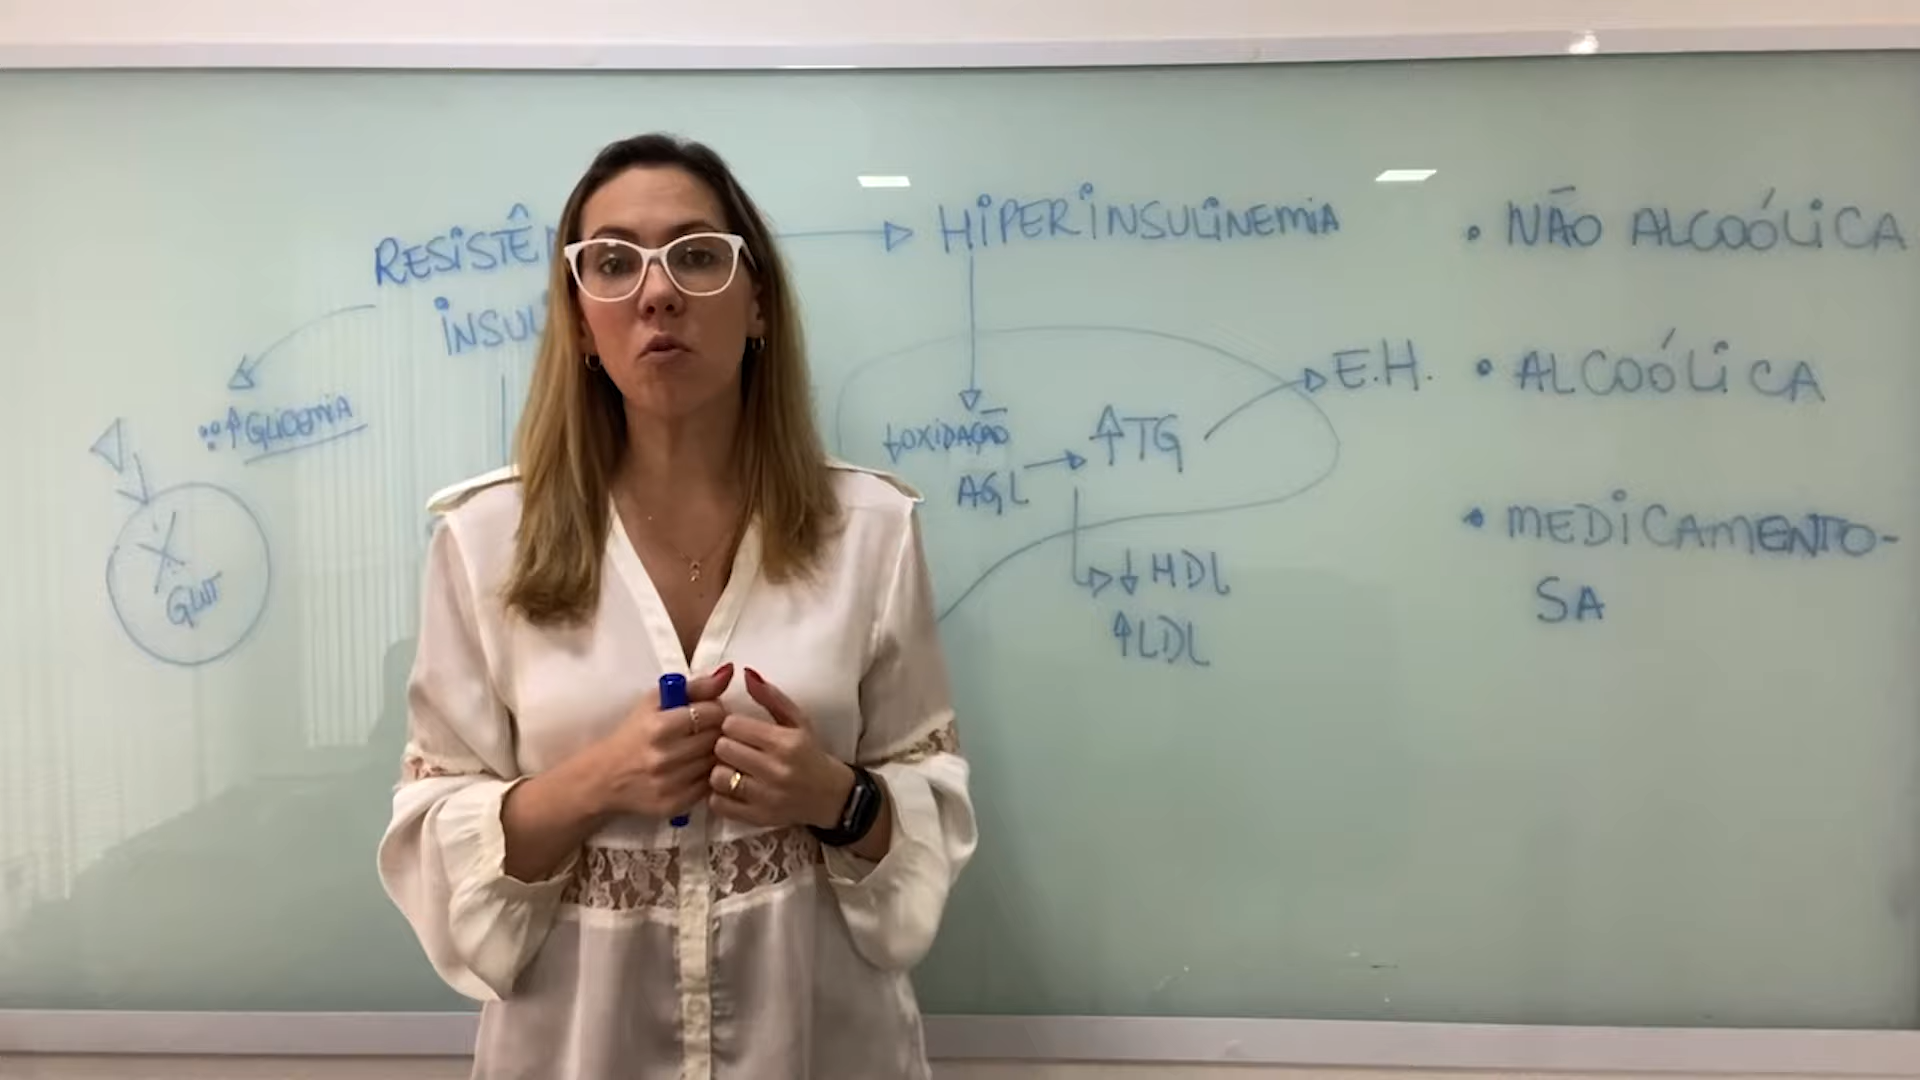 RESISTÊ
INSUL
HIPERINSULINEMIA
↑GLICEMIA
X
GLUT
↓OXIDAÇÃO
AGL
↑TG
E.H.
↓ HDL
↑LDL
• NÃO ALCOÓLICA
• ALCOÓLICA
• MEDICAMENTO-
SA